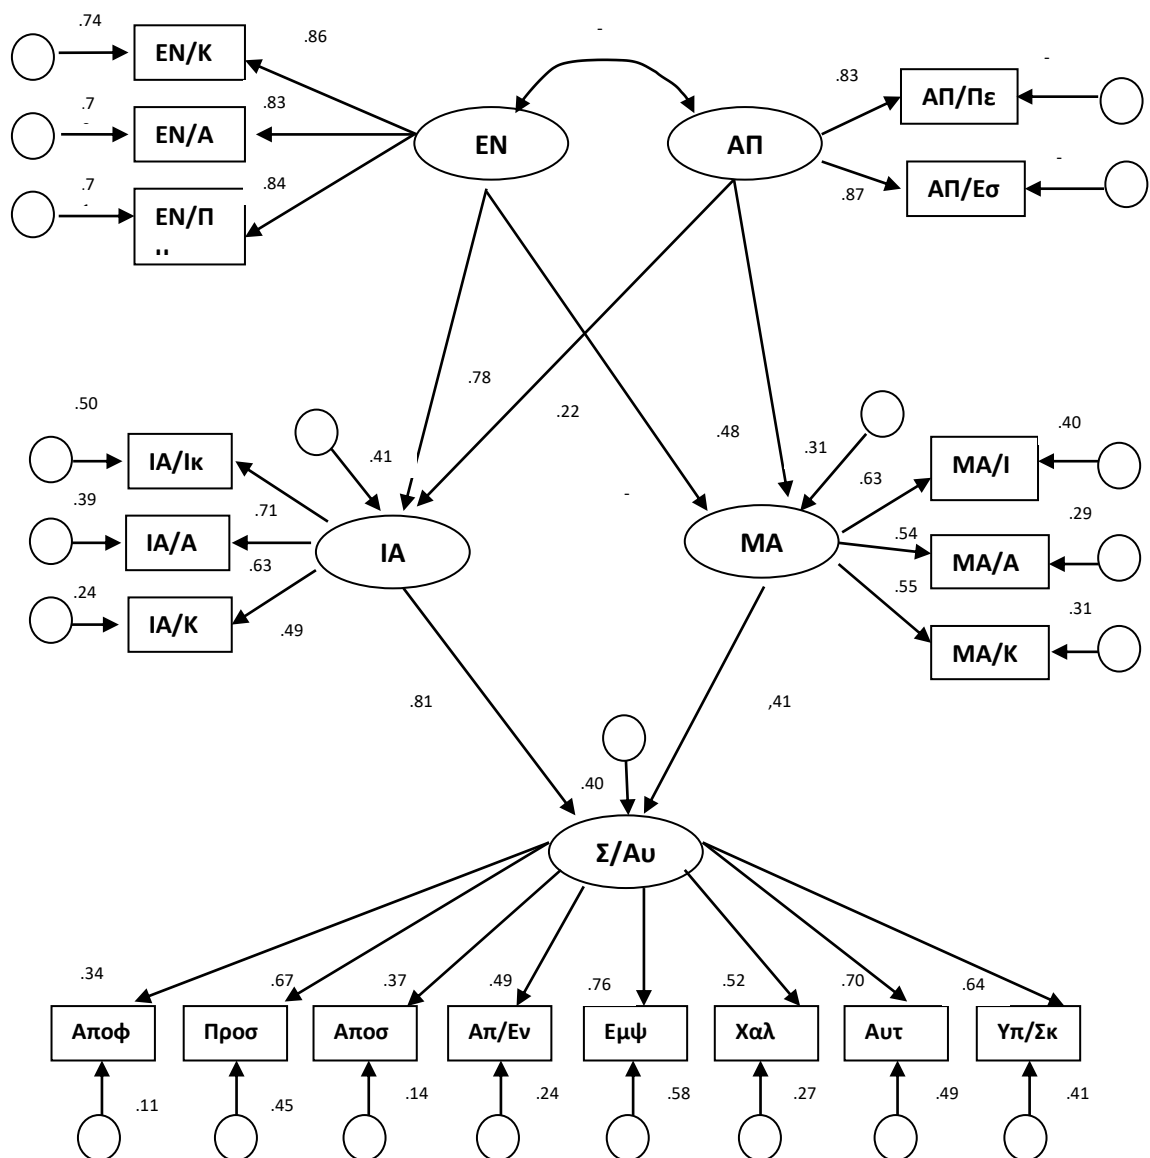 .74
.86
-
ΕΝ/Κ
.83
-
ΑΠ/Πε
.7
-
.83
ΕΝ/Α
ΕΝ
ΑΠ
-
.7
-
.84
.87
ΑΠ/Εσ
ΕΝ/Π
.78
.22
.50
.48
.31
.40
ΙΑ/Ικ
.41
.63
ΜΑ/Ι
.39
-
.71
.29
ΙΑ/Α
.63
ΙΑ
ΜΑ
.54
ΜΑ/Α
.24
.55
.31
ΙΑ/Κ
.49
ΜΑ/Κ
.81
,41
.40
Σ/Αυ
.34
.67
.37
.49
.76
.52
.70
.64
Αποφ
Προσ
Αποσ
Απ/Εν
Εμψ
Χαλ
Αυτ
Υπ/Σκ
.11
.45
.14
.24
.58
.27
.49
.41